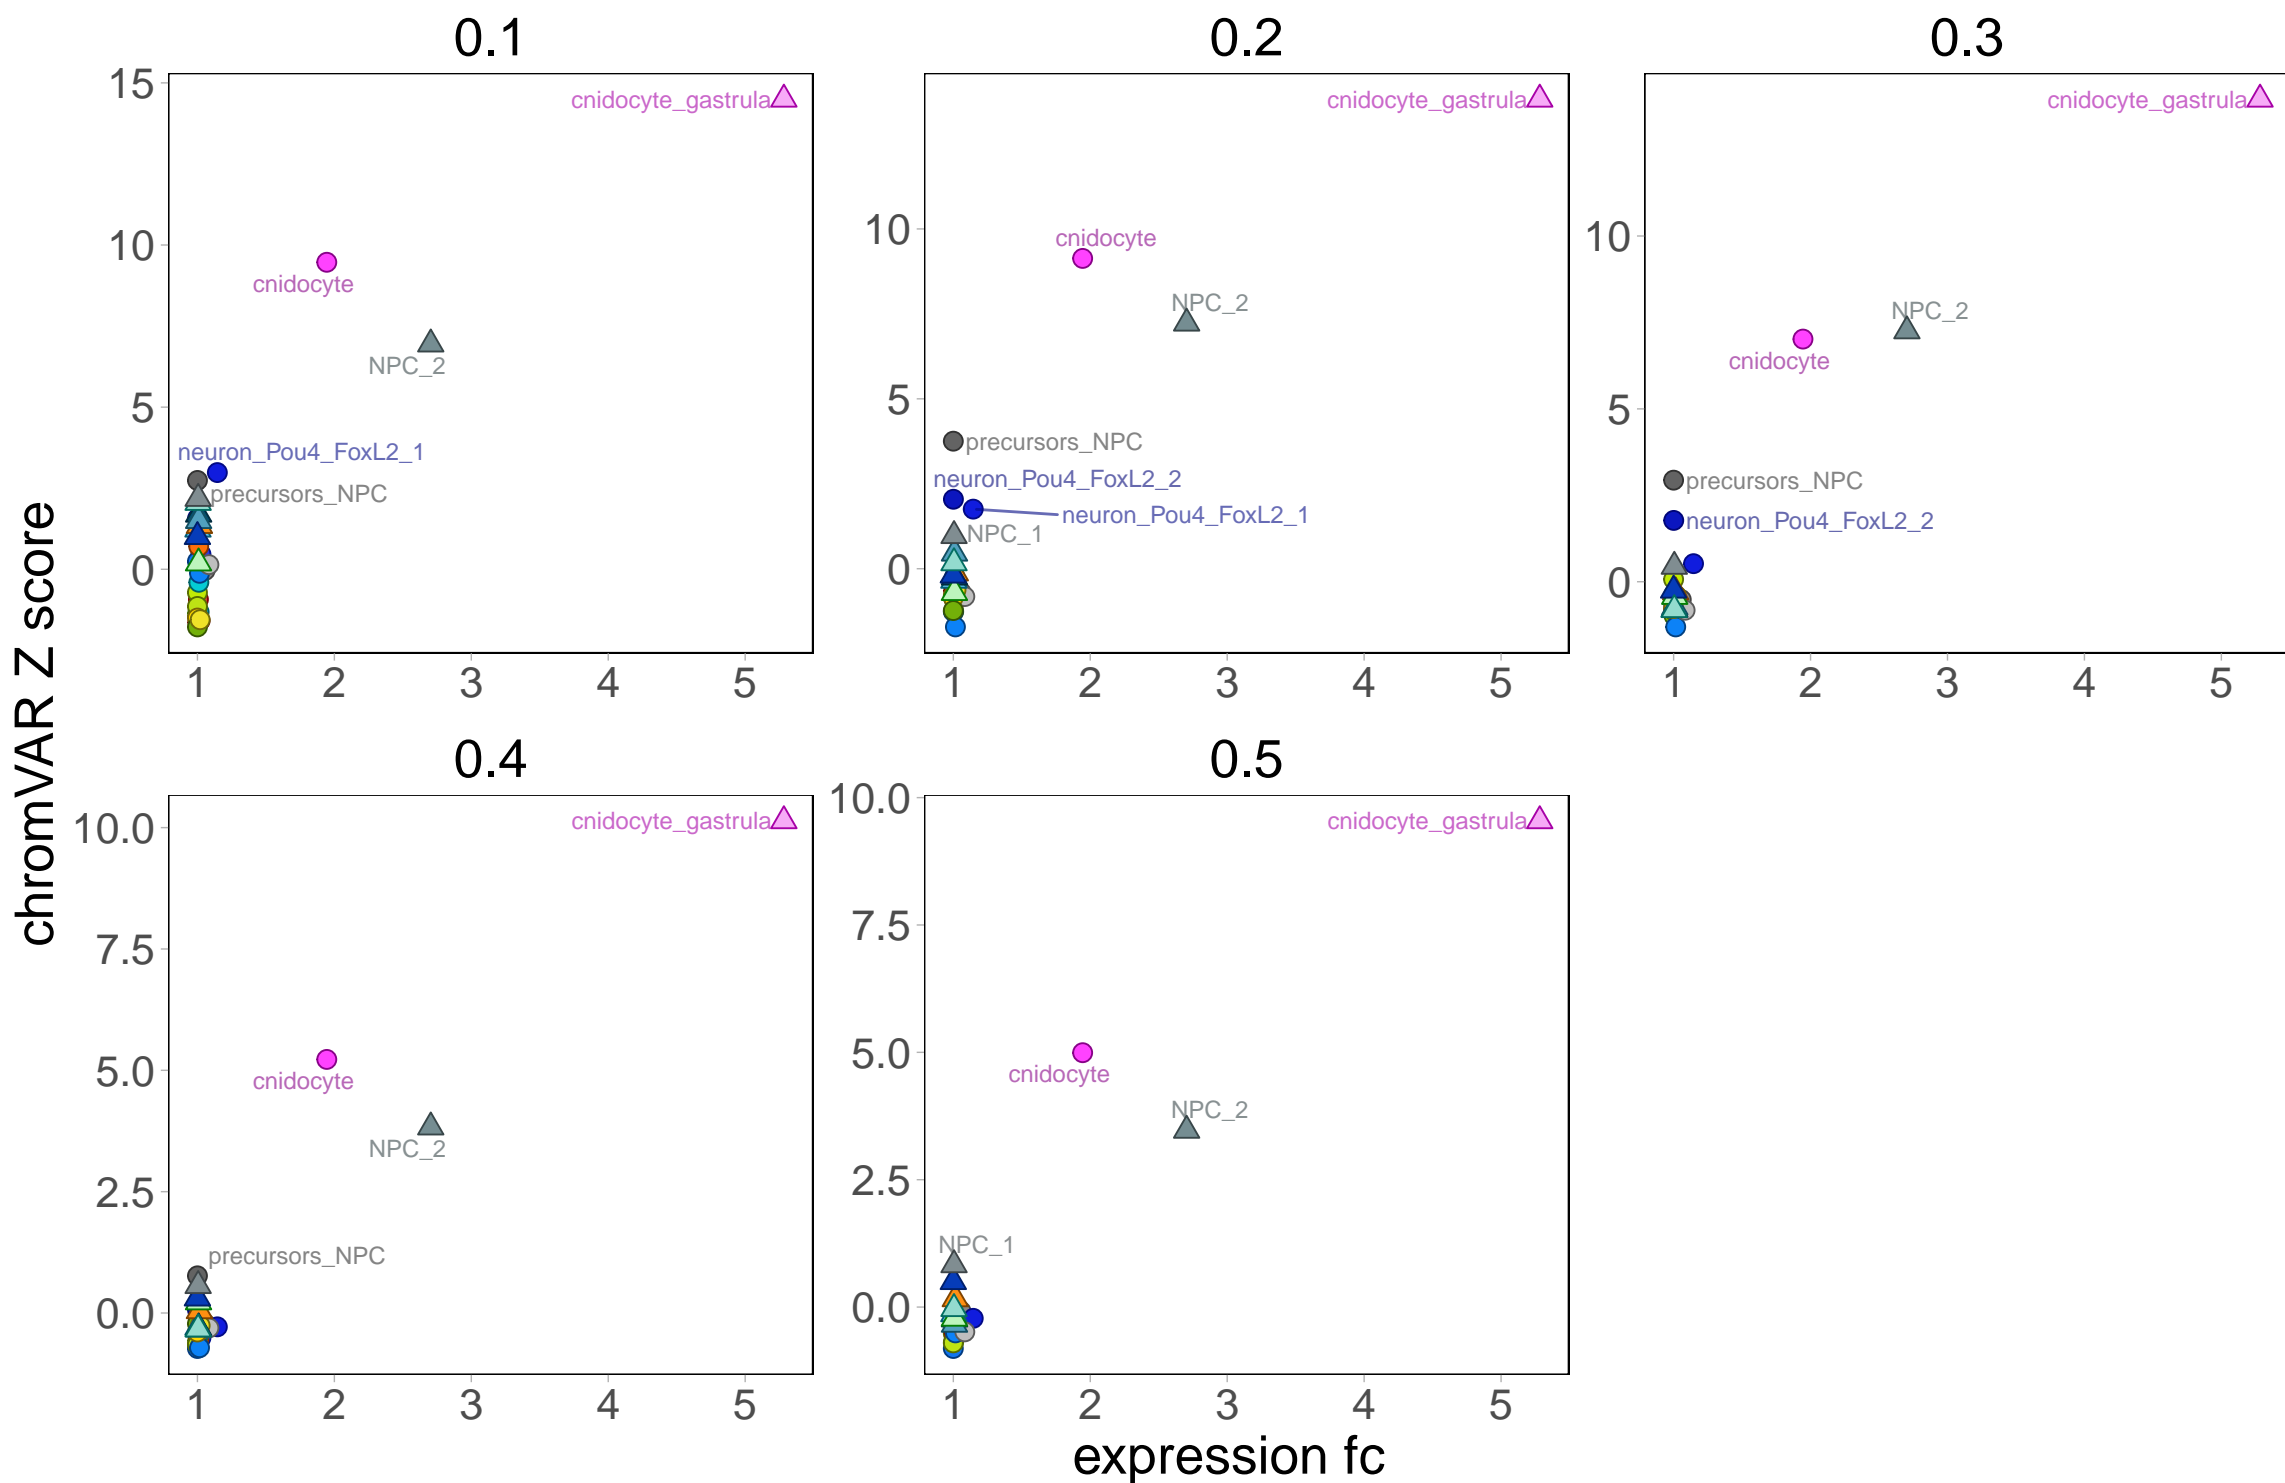 0.1
0.2
0.3
15
10
5
0
cnidocyte_gastrula
cnidocyte
NPC_2
neuron_Pou4_FoxL2_1
precursors_NPC
1 2 3 4 5
10
5
0
cnidocyte_gastrula
cnidocyte
NPC_2
precursors_NPC
neuron_Pou4_FoxL2_2
neuron_Pou4_FoxL2_1
NPC_1
1 2 3 4 5
10
5
0
cnidocyte_gastrula
NPC_2
cnidocyte
precursors_NPC
neuron_Pou4_FoxL2_2
1 2 3 4 5
chromVAR Z score
0.4
0.5
10.0
7.5
5.0
2.5
0.0
cnidocyte_gastrula
cnidocyte
NPC_2
precursors_NPC
1 2 3 4 5
10.0
7.5
5.0
2.5
0.0
cnidocyte_gastrula
cnidocyte
NPC_2
NPC_1
1 2 3 4 5
expression fc